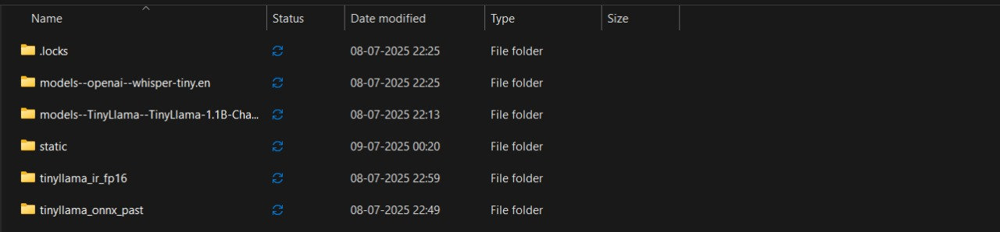 Name Status Date modified Type Size
.locks 08-07-2025 22:25 File folder
models--openai--whisper-tiny.en 08-07-2025 22:25 File folder
models--TinyLlama--TinyLlama-1.1B-Cha... 08-07-2025 22:13 File folder
static 09-07-2025 00:20 File folder
tinyllama_ir_fp16 08-07-2025 22:59 File folder
tinyllama_onnx_past 08-07-2025 22:49 File folder